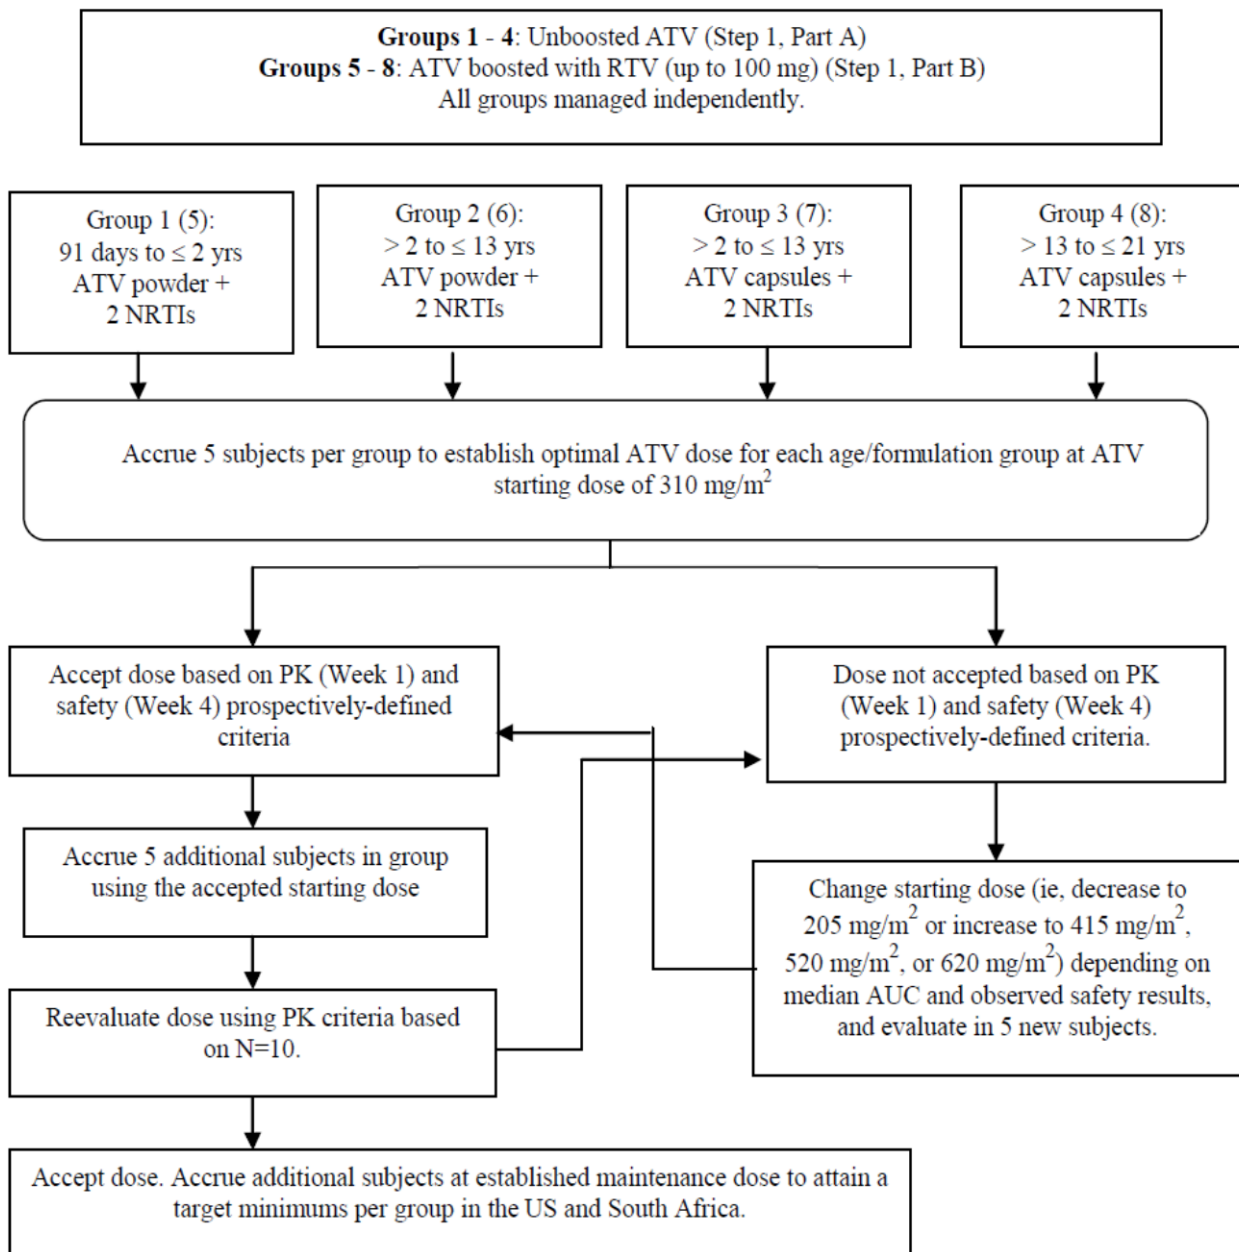 Groups 1 - 4: Unboosted ATV (Step 1, Part A)
Groups 5 - 8: ATV boosted with RTV (up to 100 mg) (Step 1, Part B)
All groups managed independently.
Group 1 (5):
91 days to ≤ 2 yrs
ATV powder +
2 NRTIs
Group 2 (6):
> 2 to ≤ 13 yrs
ATV powder +
2 NRTIs
Group 3 (7):
> 2 to ≤ 13 yrs
ATV capsules +
2 NRTIs
Group 4 (8):
> 13 to ≤ 21 yrs
ATV capsules +
2 NRTIs
Accrue 5 subjects per group to establish optimal ATV dose for each age/formulation group at ATV
starting dose of 310 mg/m²
Accept dose based on PK (Week 1) and
safety (Week 4) prospectively-defined
criteria
Dose not accepted based on PK
(Week 1) and safety (Week 4)
prospectively-defined criteria.
Accrue 5 additional subjects in group
using the accepted starting dose
Change starting dose (ie, decrease to
205 mg/m² or increase to 415 mg/m²,
520 mg/m², or 620 mg/m²) depending on
median AUC and observed safety results,
and evaluate in 5 new subjects.
Reevaluate dose using PK criteria based
on N=10.
Accept dose. Accrue additional subjects at established maintenance dose to attain a
target minimums per group in the US and South Africa.